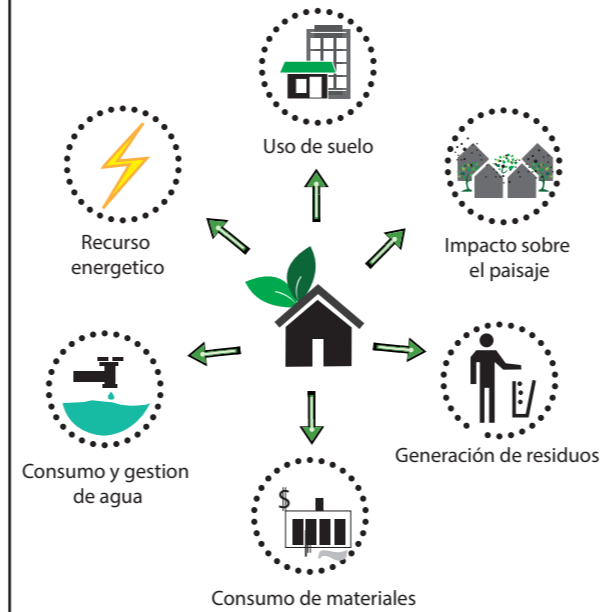 Uso de suelo
Recurso
energetico
Impacto sobre
el paisaje
Consumo y gestion
de agua
Generación de residuos
$
Consumo de materiales